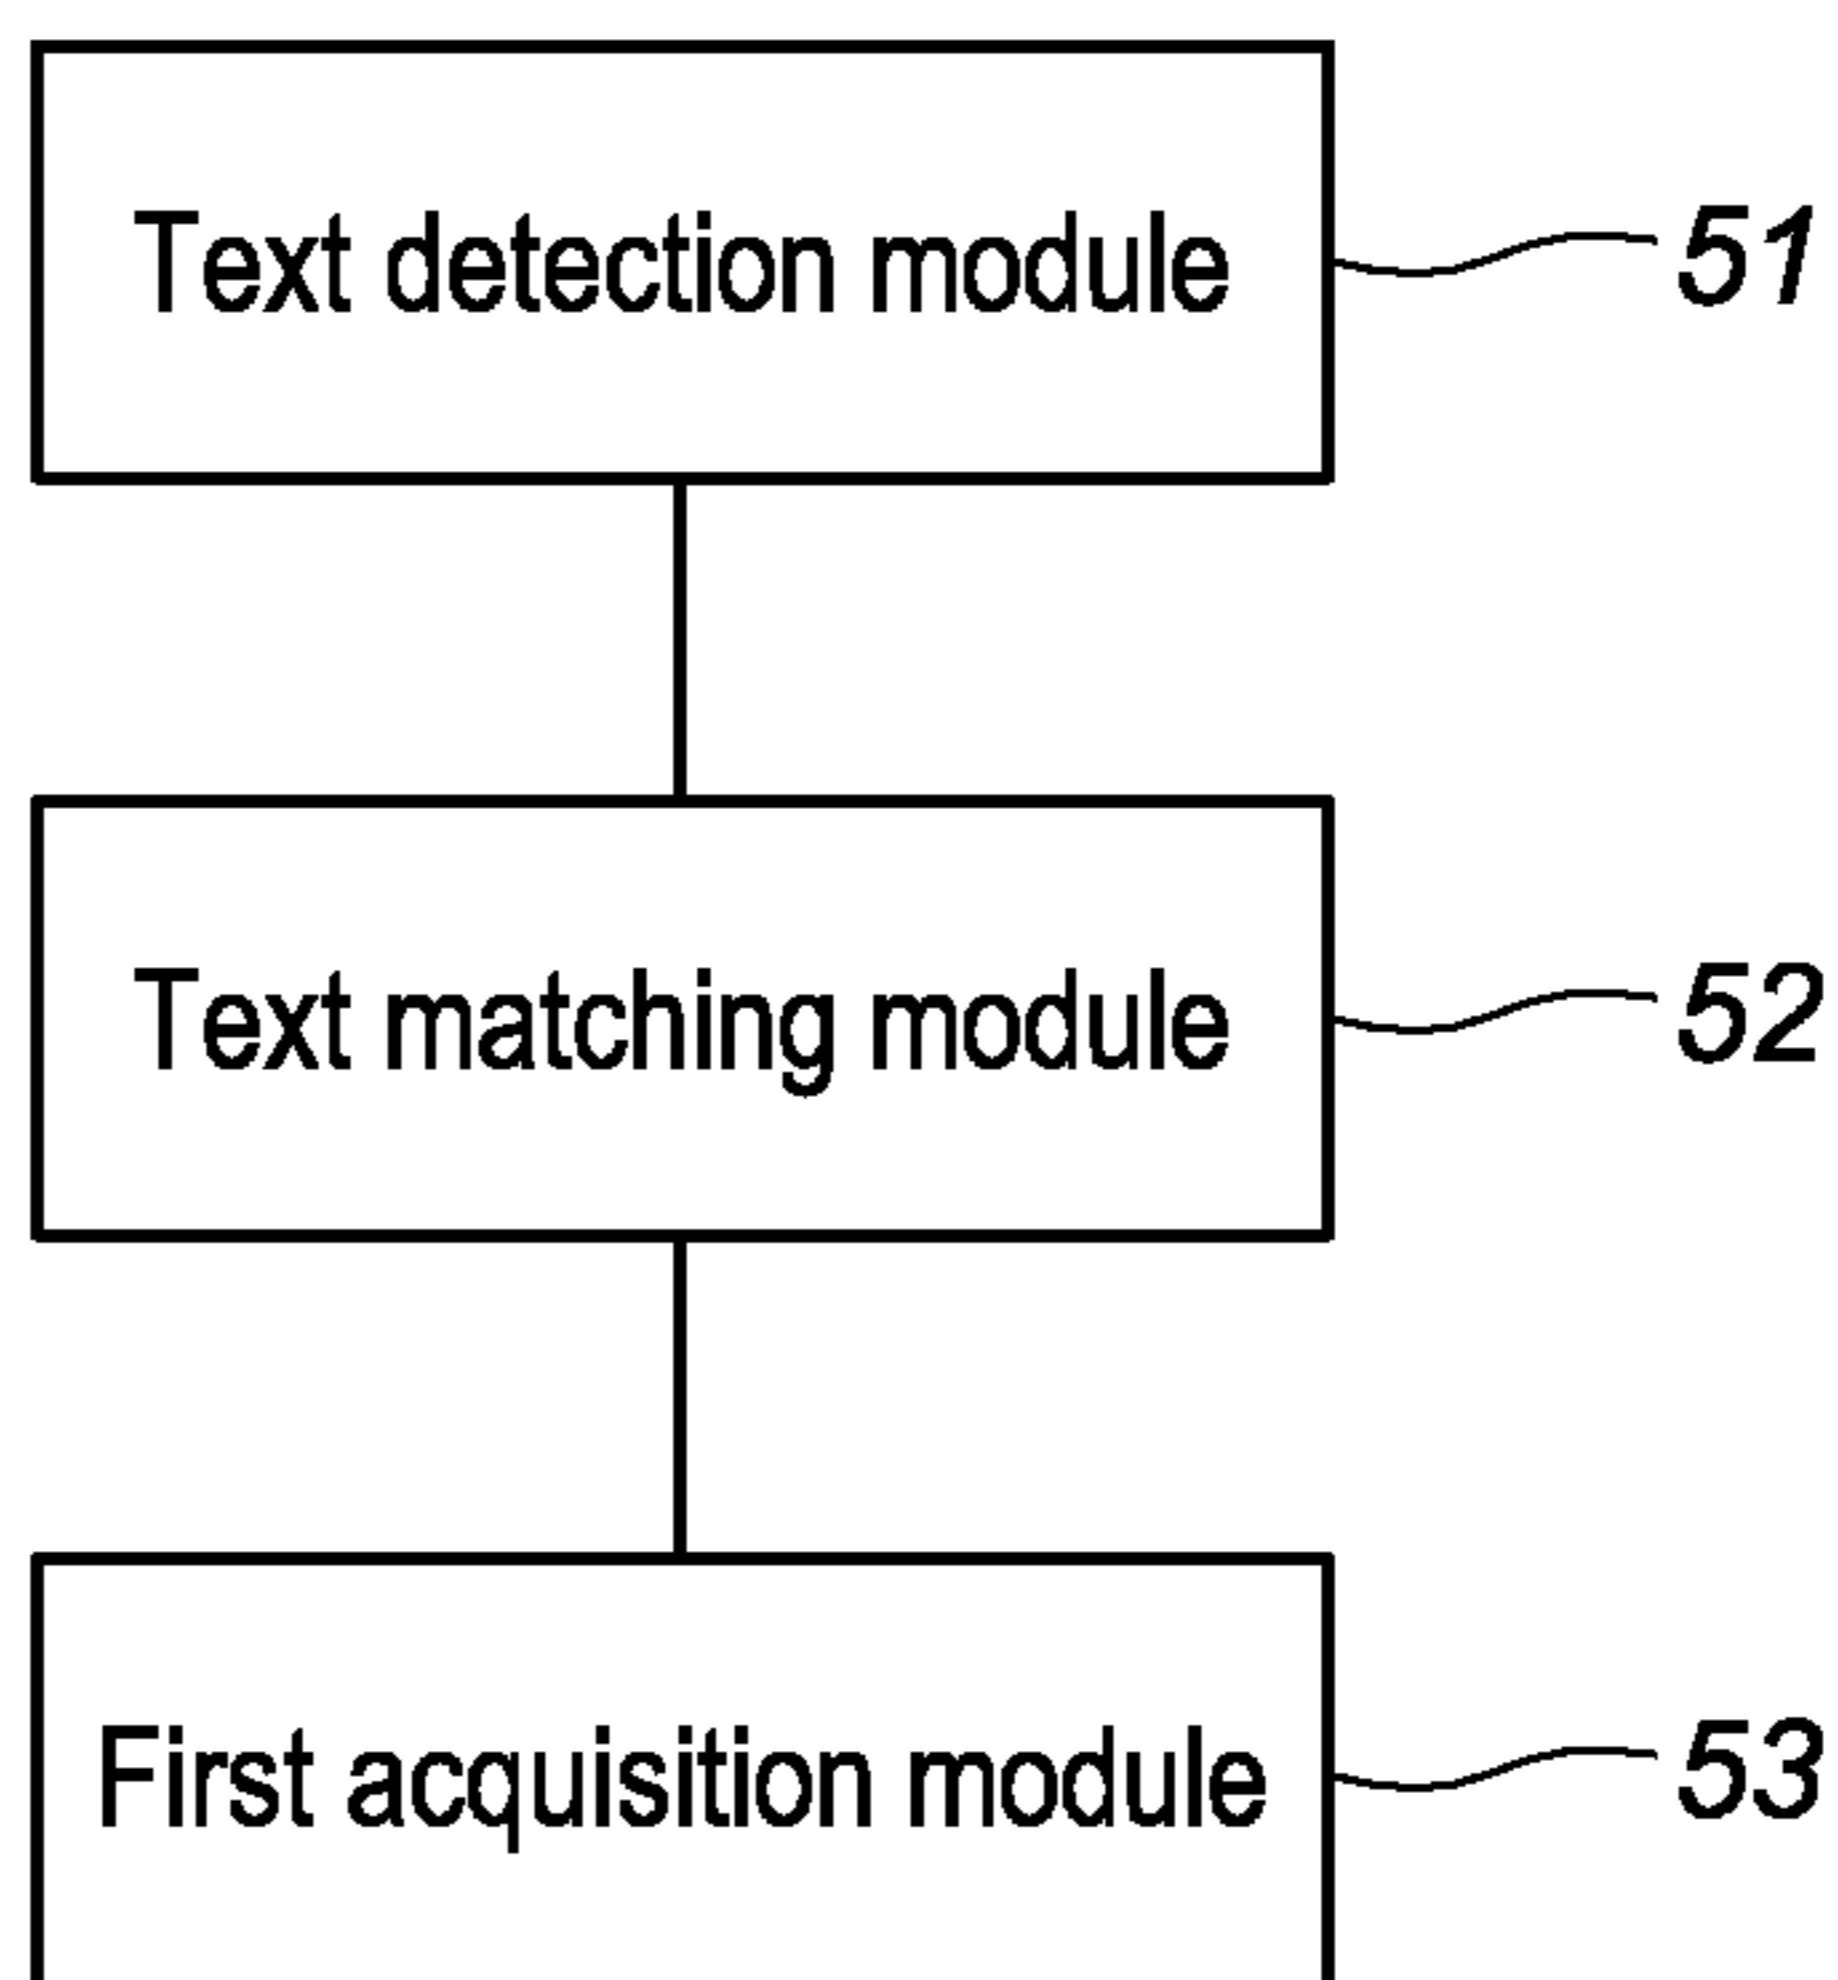 Text detection module 51
Text matching module 52
First acquisition module 53